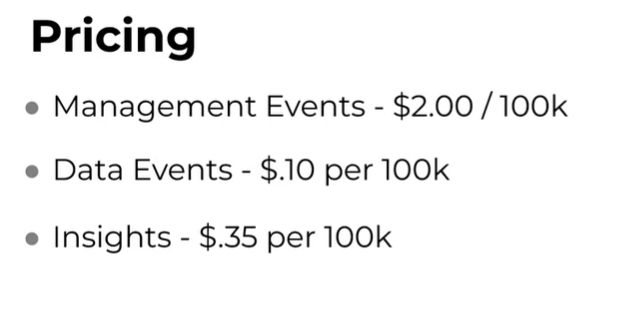 Pricing
Management Events - $2.00 / 100k
Data Events - $.10 per 100k
Insights - $.35 per 100k